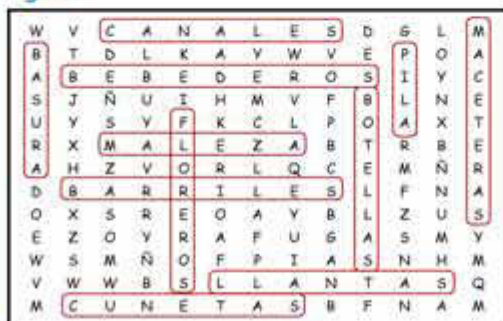 W V C A N A L E S D G L M
B T D L K A Y W V E P O A
A B E B E D E R O S I Y C
S J Ñ U I H M V F B L N E
U Y S Y F K C L P O A X T
R X M A L E Z A B T R B E
A H Z V O R L Q C E M Ñ R
D B A R R I L E S L F N A
O X S R E O A Y B L Z U S
E Z O Y R A F U G A S M Y
W S M Ñ O F P I A S N H M
V W W B S L L A N T A S Q
M C U N E T A S B F N A M